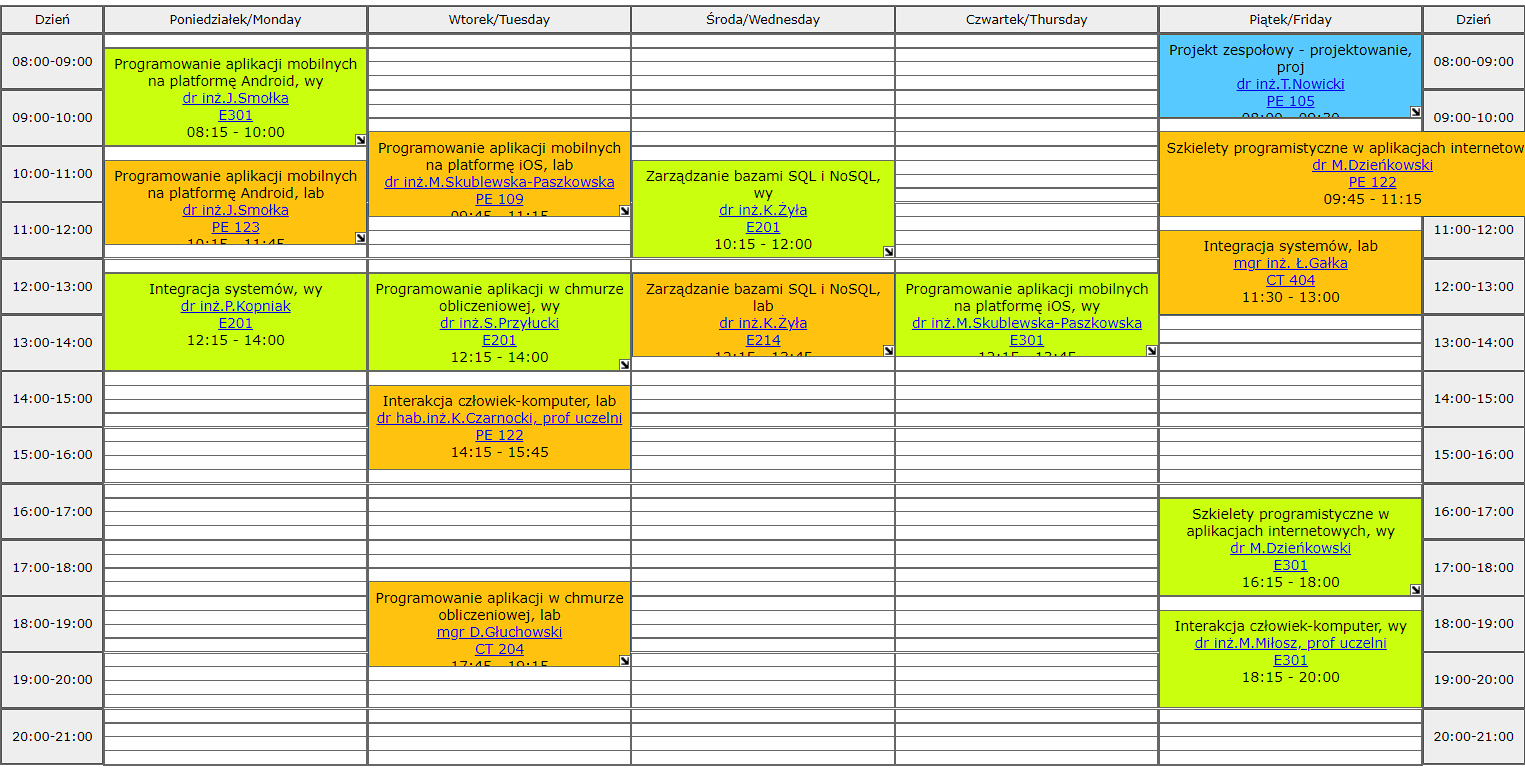 Dzień
Poniedziałek/Monday
Wtorek/Tuesday
Środa/Wednesday
Czwartek/Thursday
Piątek/Friday
Dzień
08:00-09:00
09:00-10:00
10:00-11:00
11:00-12:00
12:00-13:00
13:00-14:00
14:00-15:00
15:00-16:00
16:00-17:00
17:00-18:00
18:00-19:00
19:00-20:00
20:00-21:00
Programowanie aplikacji mobilnych
na platformę Android, wy
dr inż.J.Smołka
E301
08:15 - 10:00
Programowanie aplikacji mobilnych
na platformę Android, lab
dr inż.J.Smołka
PE 123
10:15 - 11:45
Integracja systemów, wy
dr inż.P.Kopniak
E201
12:15 - 14:00
Programowanie aplikacji mobilnych
na platformę iOS, lab
dr inż.M.Skublewska-Paszkowska
PE 109
09:45 - 11:15
Programowanie aplikacji w chmurze
obliczeniowej, wy
dr inż.S.Przyłucki
E201
12:15 - 14:00
Interakcja człowiek-komputer, lab
dr hab.inż.K.Czarnocki, prof uczelni
PE 122
14:15 - 15:45
Programowanie aplikacji w chmurze
obliczeniowej, lab
mgr D.Głuchowski
CT 204
17:45 - 19:15
Zarządzanie bazami SQL i NoSQL,
wy
dr inż.K.Żyła
E201
10:15 - 12:00
Zarządzanie bazami SQL i NoSQL,
lab
dr inż.K.Żyła
E214
12:15 - 13:45
Programowanie aplikacji mobilnych
na platformę iOS, wy
dr inż.M.Skublewska-Paszkowska
E301
12:15 - 13:45
Projekt zespołowy - projektowanie,
proj
dr inż.T.Nowicki
PE 105
08:00 - 09:30
Szkielety programistyczne w aplikacjach internetow
dr M.Dzieńkowski
PE 122
09:45 - 11:15
Integracja systemów, lab
mgr inż. Ł.Gałka
CT 404
11:30 - 13:00
Szkielety programistyczne w
aplikacjach internetowych, wy
dr M.Dzieńkowski
E301
16:15 - 18:00
Interakcja człowiek-komputer, wy
dr inż.M.Miłosz, prof uczelni
E301
18:15 - 20:00
08:00-09:00
09:00-10:00
11:00-12:00
12:00-13:00
13:00-14:00
14:00-15:00
15:00-16:00
16:00-17:00
17:00-18:00
18:00-19:00
19:00-20:00
20:00-21:00